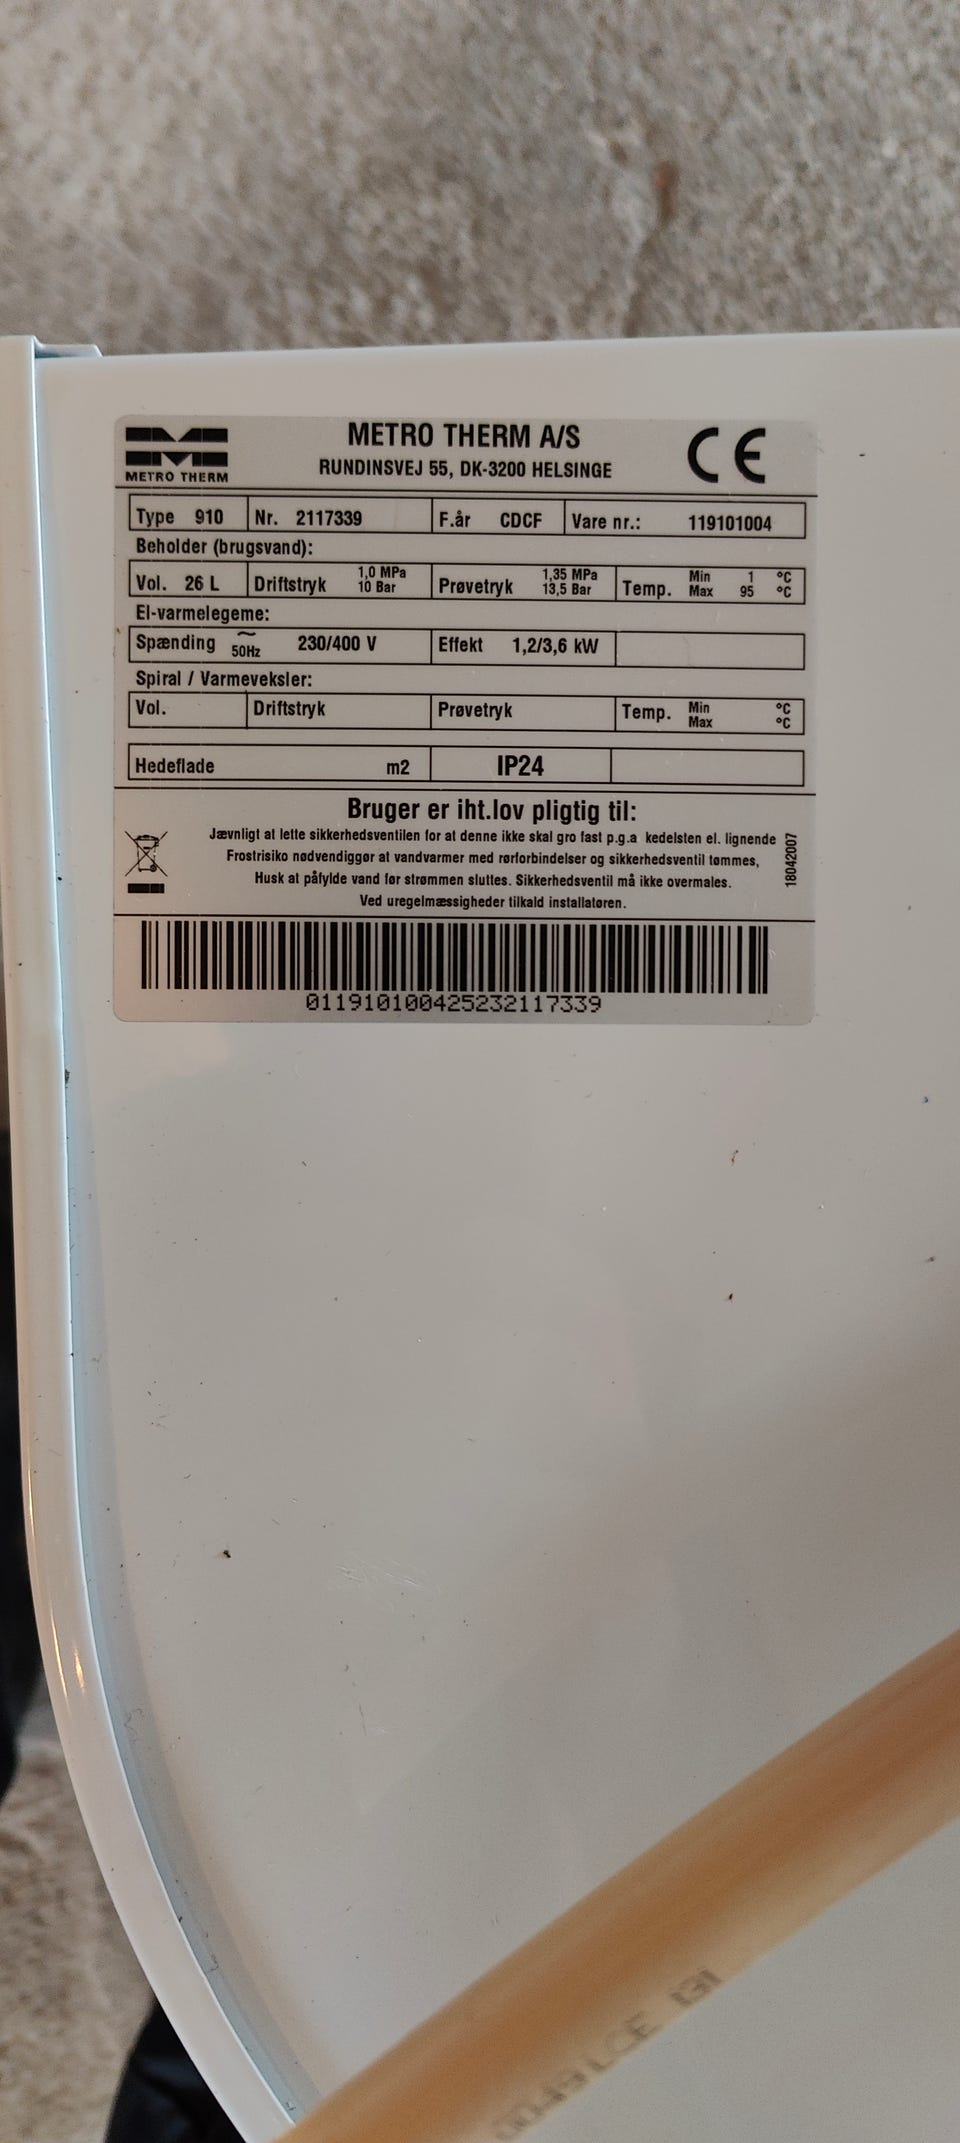 METRO THERM
METRO THERM A/S
RUNDINSVEJ 55, DK-3200 HELSINGE
CE
Type 910 Nr. 2117339 F.år CDCF Vare nr.: 119101004
Beholder (brugsvand):
Vol. 26 L Driftstryk 1,0 MPa 10 Bar Prøvetryk 1,35 MPa 13,5 Bar Temp. Min 1 °C Max 95 °C
El-varmelegeme:
Spænding ~ 50Hz 230/400 V Effekt 1,2/3,6 kW
Spiral / Varmeveksler:
Vol. Driftstryk Prøvetryk Temp. Min °C Max °C
Hedeflade m2 IP24
Bruger er iht.lov pligtig til:
Jævnligt at lette sikkerhedsventilen for at denne ikke skal gro fast p.g.a kedelsten el. lignende
Frostrisiko nødvendiggør at vandvarmer med rørforbindelser og sikkerhedsventil tømmes,
Husk at påfylde vand før strømmen sluttes. Sikkerhedsventil må ikke overmales.
Ved uregelmæssigheder tilkald installatøren.
18042007
011910100425232117339